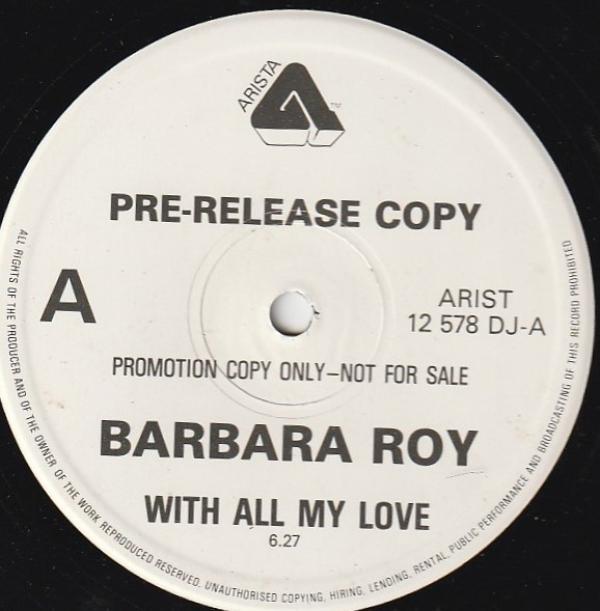 ARISTA
TM
PRE-RELEASE COPY
A
ARIST
12 578 DJ-A
PROMOTION COPY ONLY–NOT FOR SALE
BARBARA ROY
WITH ALL MY LOVE
6.27
ALL RIGHTS OF THE PRODUCER AND OF THE OWNER OF THE WORK REPRODUCED RESERVED. UNAUTHORISED COPYING, HIRING, LENDING, RENTAL, PUBLIC PERFORMANCE AND BROADCASTING OF THIS RECORD PROHIBITED